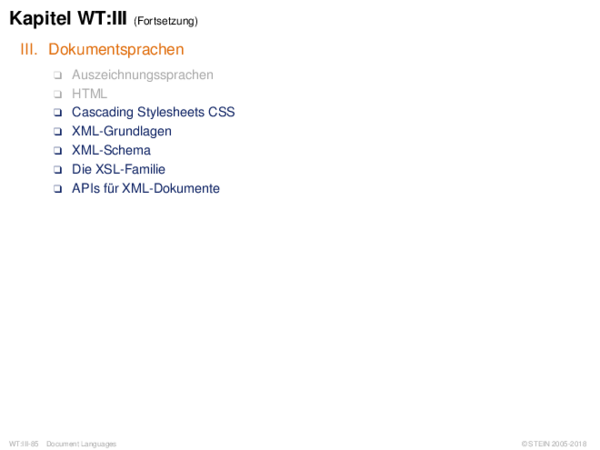 Kapitel WT:III (Fortsetzung)
III. Dokumentsprachen
❑ Auszeichnungssprachen
❑ HTML
❑ Cascading Stylesheets CSS
❑ XML-Grundlagen
❑ XML-Schema
❑ Die XSL-Familie
❑ APIs für XML-Dokumente
WT:III-85 Document Languages © STEIN 2005-2018